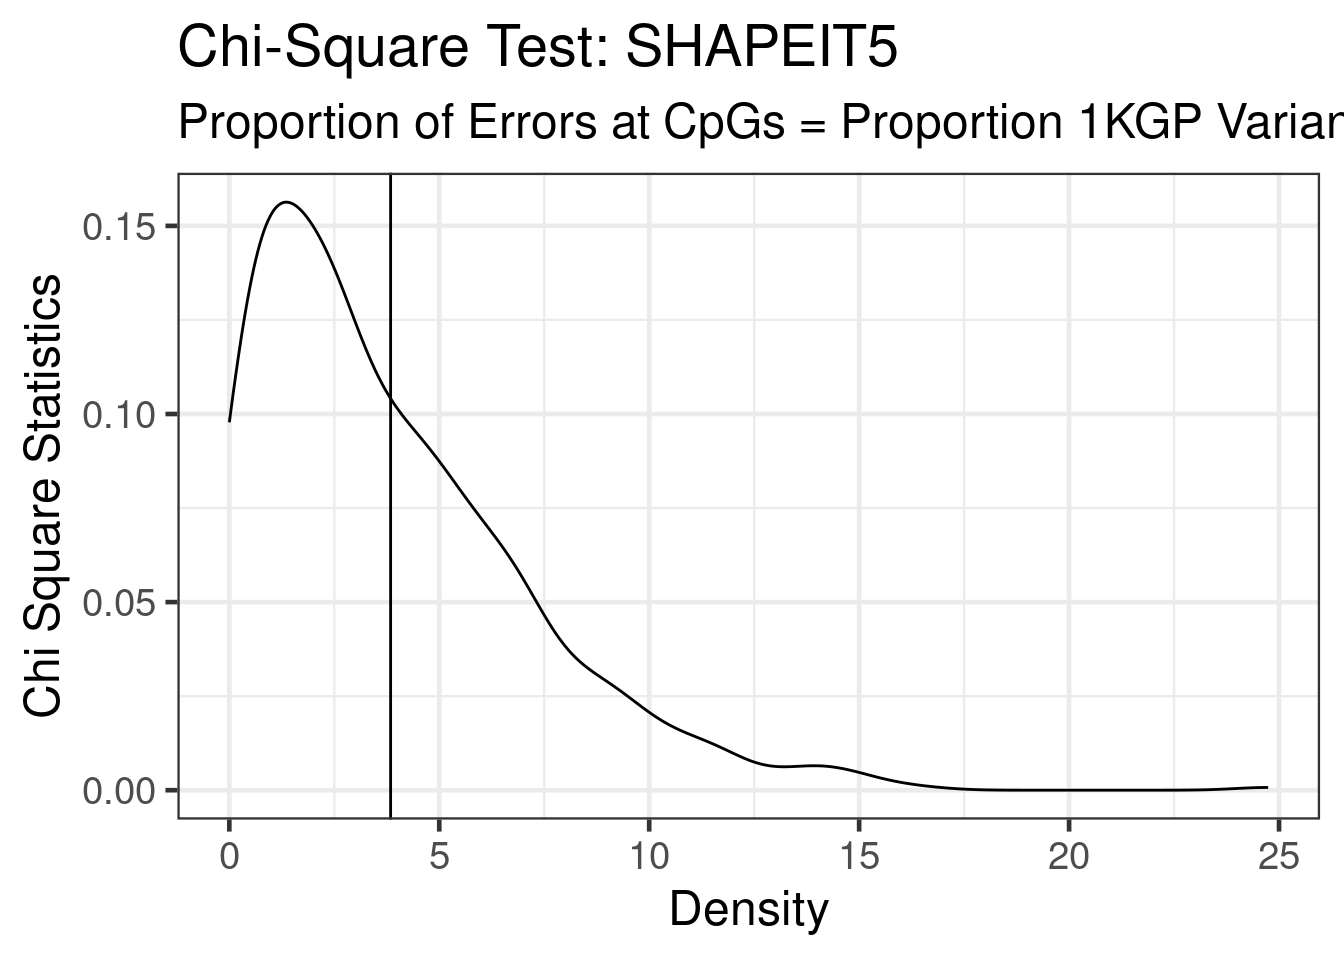 Chi-Square Test: SHAPEIT5
Proportion of Errors at CpGs = Proportion 1KGP
Chi Square Statistics
0.15
0.10
0.05
0.00
0 5 10 15 20 25
Density